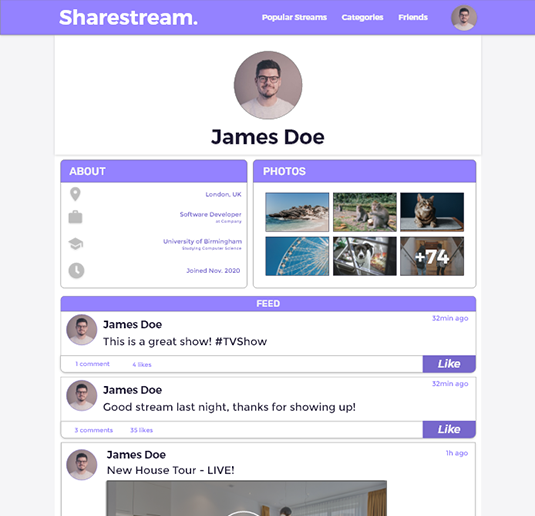 Sharestream.
Popular Streams Categories Friends
James Doe
ABOUT
London, UK
Software Developer
at Company
University of Birmingham
Studying Computer Science
Joined Nov. 2020
PHOTOS
+74
FEED
James Doe
32min ago
This is a great show! #TVShow
1 comment 4 likes
Like
James Doe
32min ago
Good stream last night, thanks for showing up!
3 comments 35 likes
Like
James Doe
1h ago
New House Tour - LIVE!